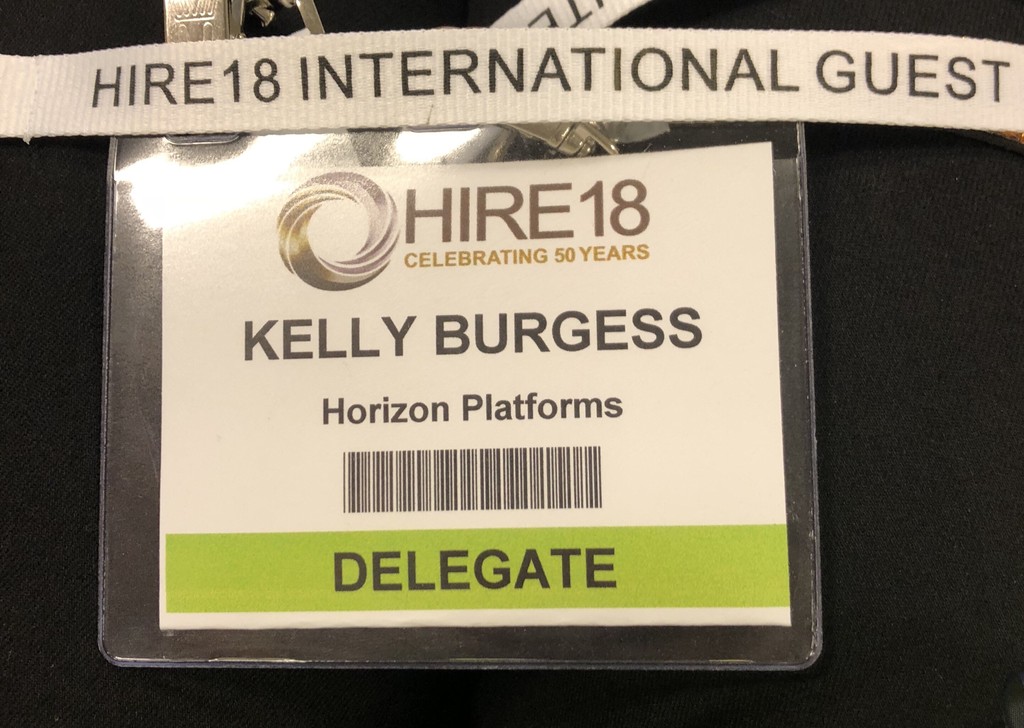 HIRE18 INTERNATIONAL GUEST
HIRE18
CELEBRATING 50 YEARS
KELLY BURGESS
Horizon Platforms
DELEGATE